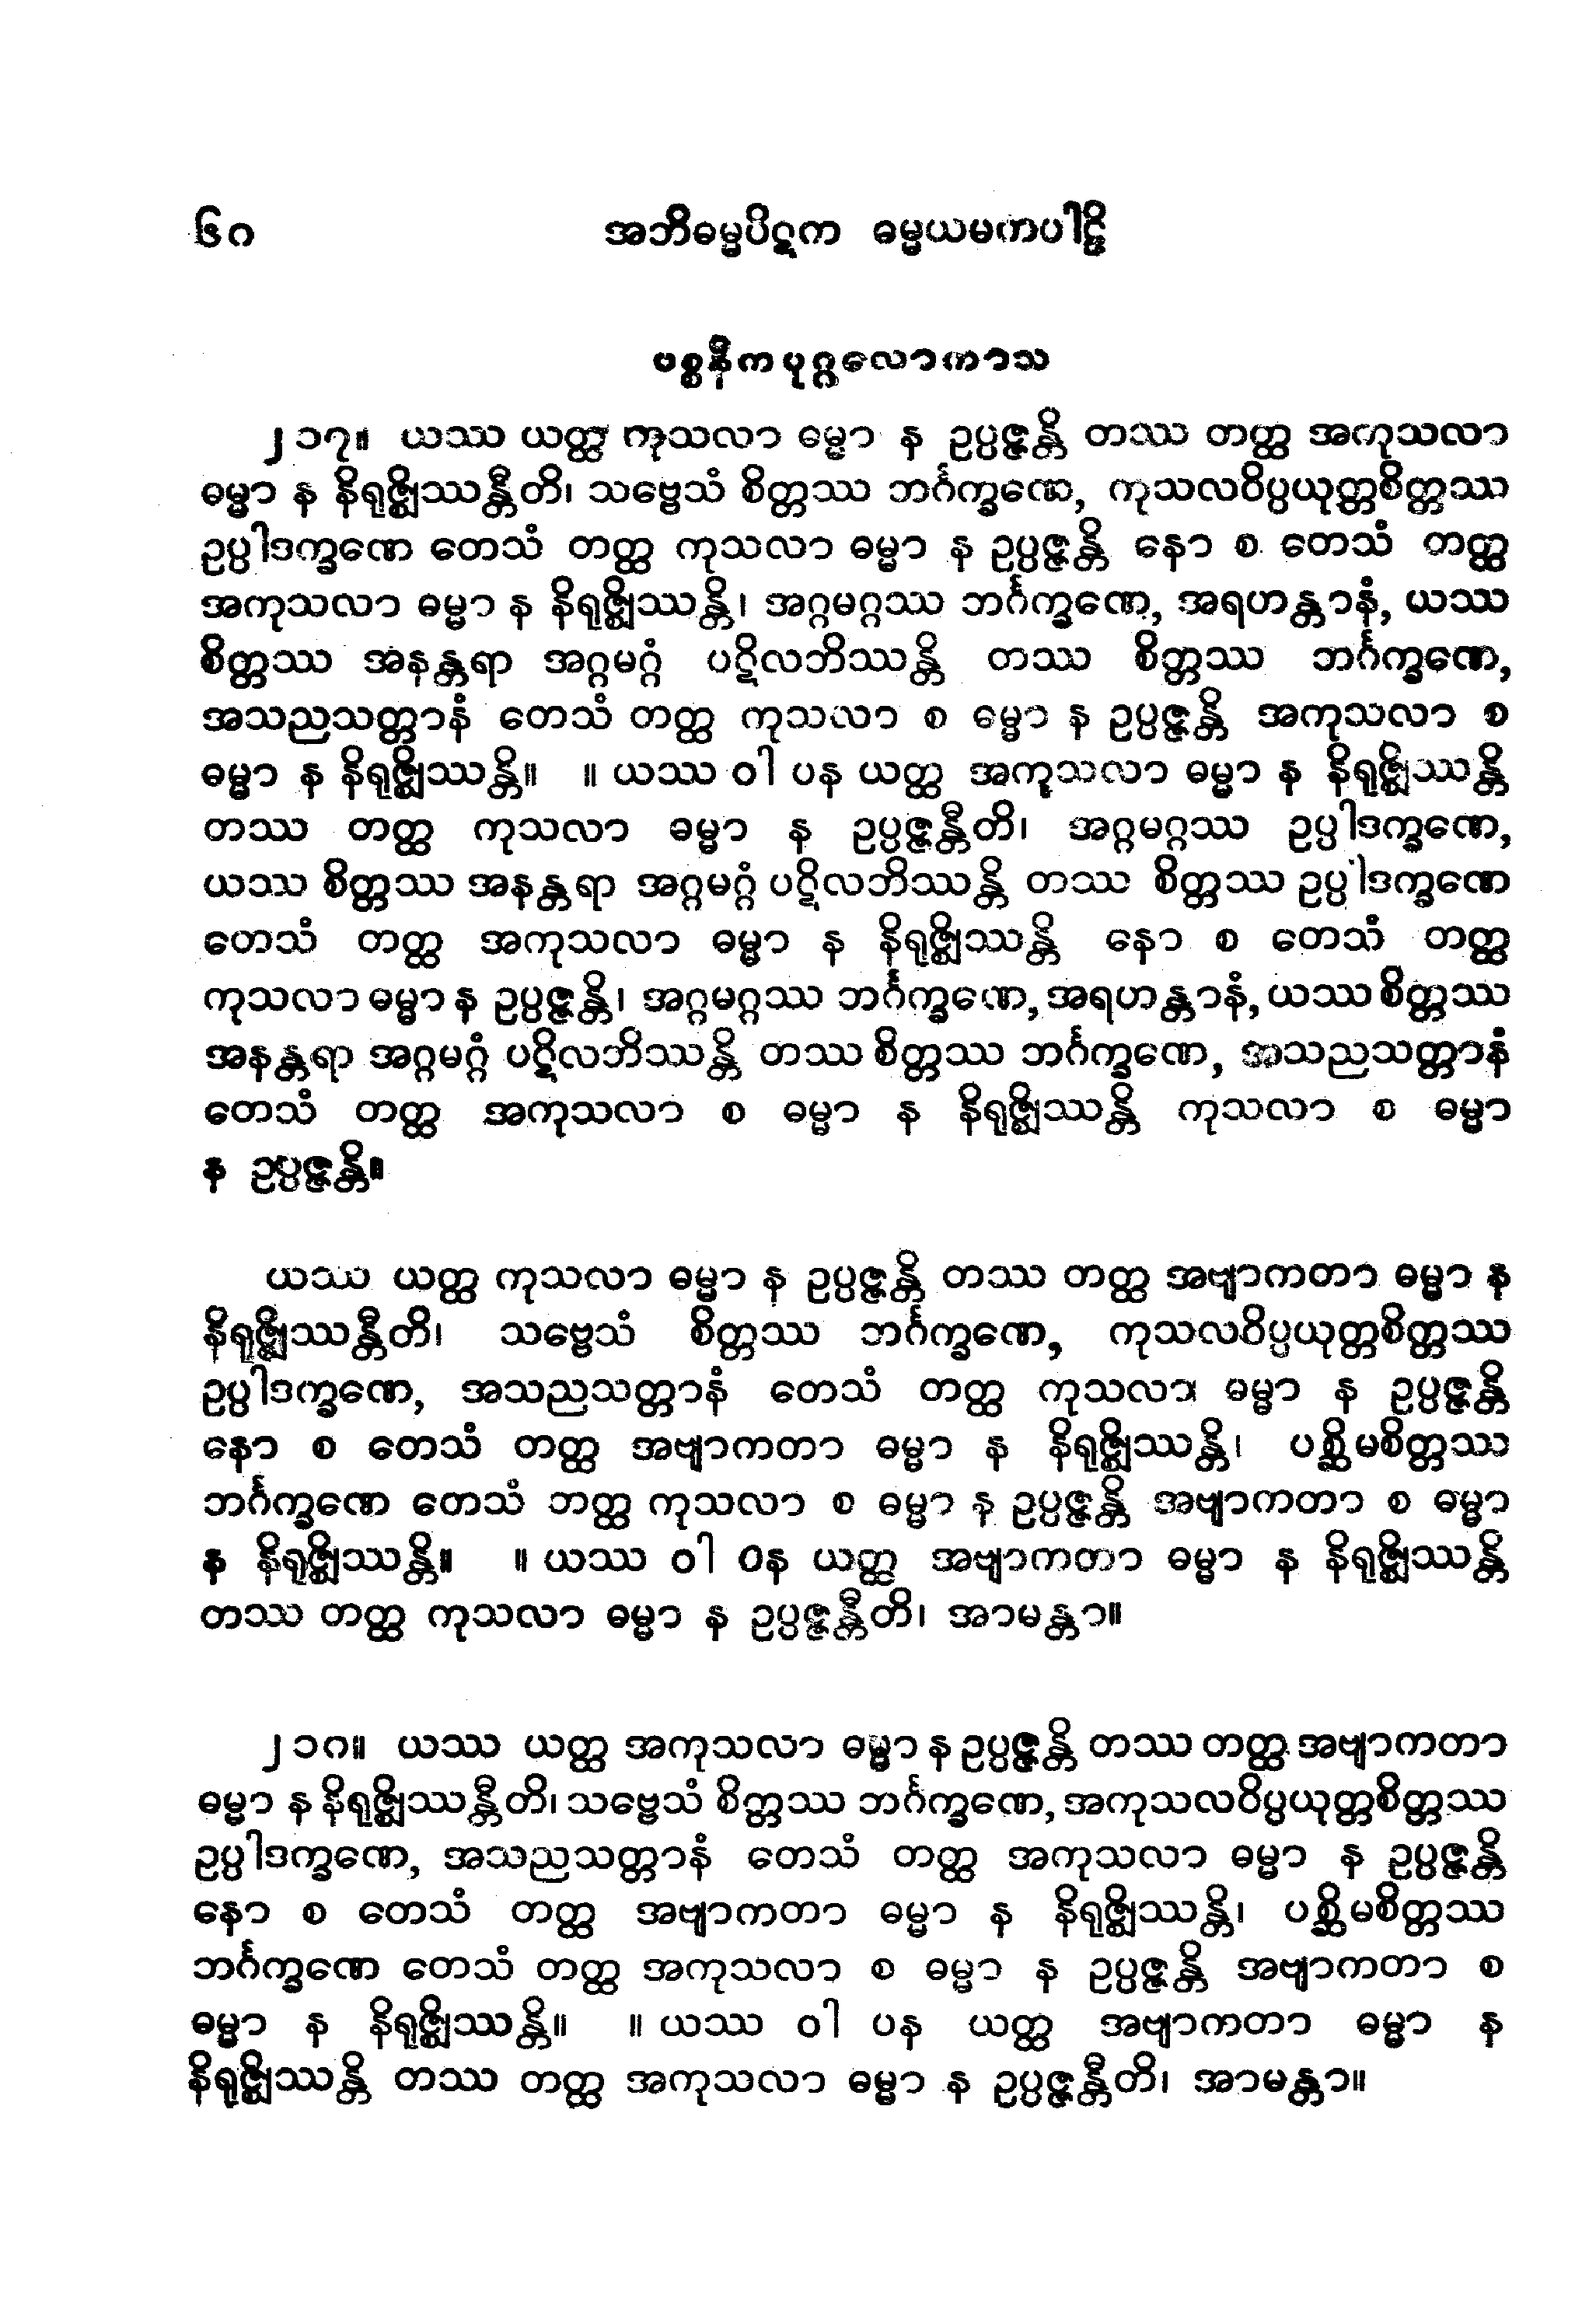 ၆၈ အဘိဓမ္မပိဋက ဓမ္မယမကပါဠိ
ပစ္စနီကပုဂ္ဂလောကာသ
၂၁၇။ ယဿ ယတ္ထ ကုသလာ ဓမ္မာ န ဥပ္ပဇ္ဇန္တိ တဿ တတ္ထ အကုသလာ
ဓမ္မာ န နိရုဇ္ဈိဿန္တီတိ၊ သဗ္ဗေသံ စိတ္တဿ ဘင်္ဂက္ခဏေ, ကုသလဝိပ္ပယုတ္တစိတ္တဿ
ဥပ္ပါဒက္ခဏေ တေသံ တတ္ထ ကုသလာ ဓမ္မာ န ဥပ္ပဇ္ဇန္တိ နော စ တေသံ တတ္ထ
အကုသလာ ဓမ္မာ န နိရုဇ္ဈိဿန္တိ၊ အဂ္ဂမဂ္ဂဿ ဘင်္ဂက္ခဏေ, အရဟန္တာနံ, ယဿ
စိတ္တဿ အနန္တရာ အဂ္ဂမဂ္ဂံ ပဋိလဘိဿန္တိ တဿ စိတ္တဿ ဘင်္ဂက္ခဏေ,
အသညသတ္တာနံ တေသံ တတ္ထ ကုသလာ စ ဓမ္မော န ဥပ္ပဇ္ဇန္တိ အကုသလာ စ
ဓမ္မာ န နိရုဇ္ဈိဿန္တိ။ ။ ယဿ ဝါ ပန ယတ္ထ အကုသလာ ဓမ္မာ န နိရုဇ္ဈိဿန္တိ
တဿ တတ္ထ ကုသလာ ဓမ္မာ န ဥပ္ပဇ္ဇန္တီတိ၊ အဂ္ဂမဂ္ဂဿ ဥပ္ပါဒက္ခဏေ,
ယဿ စိတ္တဿ အနန္တရာ အဂ္ဂမဂ္ဂံ ပဋိလဘိဿန္တိ တဿ စိတ္တဿ ဥပ္ပါဒက္ခဏေ
တေသံ တတ္ထ အကုသလာ ဓမ္မာ န နိရုဇ္ဈိဿန္တိ နော စ တေသံ တတ္ထ
ကုသလာ ဓမ္မာ န ဥပ္ပဇ္ဇန္တိ၊ အဂ္ဂမဂ္ဂဿ ဘင်္ဂက္ခဏေ, အရဟန္တာနံ, ယဿ စိတ္တဿ
အနန္တရာ အဂ္ဂမဂ္ဂံ ပဋိလဘိဿန္တိ တဿ စိတ္တဿ ဘင်္ဂက္ခဏေ, အသညသတ္တာနံ
တေသံ တတ္ထ အကုသလာ စ ဓမ္မာ န နိရုဇ္ဈိဿန္တိ ကုသလာ စ ဓမ္မာ
န ဥပ္ပဇ္ဇန္တိ။
ယဿ ယတ္ထ ကုသလာ ဓမ္မာ န ဥပ္ပဇ္ဇန္တိ တဿ တတ္ထ အဗျာကတာ ဓမ္မာ န
နိရုဇ္ဈိဿန္တီတိ၊ သဗ္ဗေသံ စိတ္တဿ ဘင်္ဂက္ခဏေ, ကုသလဝိပ္ပယုတ္တစိတ္တဿ
ဥပ္ပါဒက္ခဏေ, အသညသတ္တာနံ တေသံ တတ္ထ ကုသလာ ဓမ္မာ န ဥပ္ပဇ္ဇန္တိ
နော စ တေသံ တတ္ထ အဗျာကတာ ဓမ္မာ န နိရုဇ္ဈိဿန္တိ၊ ပစ္ဆိမစိတ္တဿ
ဘင်္ဂက္ခဏေ တေသံ ဘတ္ထ ကုသလာ စ ဓမ္မာ န ဥပ္ပဇ္ဇန္တိ အဗျာကတာ စ ဓမ္မာ
န နိရုဇ္ဈိဿန္တိ။ ။ ယဿ ဝါ ဝန ယတ္ထ အဗျာကတာ ဓမ္မာ န နိရုဇ္ဈိဿန္တိ
တဿ တတ္ထ ကုသလာ ဓမ္မာ န ဥပ္ပဇ္ဇန္တီတိ၊ အာမန္တာ။
၂၁၈။ ယဿ ယတ္ထ အကုသလာ ဓမ္မာ န ဥပ္ပဇ္ဇန္တိ တဿ တတ္ထ အဗျာကတာ
ဓမ္မာ န နိရုဇ္ဈိဿန္တီတိ၊ သဗ္ဗေသံ စိတ္တဿ ဘင်္ဂက္ခဏေ, အကုသလဝိပ္ပယုတ္တစိတ္တဿ
ဥပ္ပါဒက္ခဏေ, အသညသတ္တာနံ တေသံ တတ္ထ အကုသလာ ဓမ္မာ န ဥပ္ပဇ္ဇန္တိ
နော စ တေသံ တတ္ထ အဗျာကတာ ဓမ္မာ န နိရုဇ္ဈိဿန္တိ၊ ပစ္ဆိမစိတ္တဿ
ဘင်္ဂက္ခဏေ တေသံ တတ္ထ အကုသလာ စ ဓမ္မာ န ဥပ္ပဇ္ဇန္တိ အဗျာကတာ စ
ဓမ္မာ န နိရုဇ္ဈိဿန္တိ။ ။ ယဿ ဝါ ပန ယတ္ထ အဗျာကတာ ဓမ္မာ န
နိရုဇ္ဈိဿန္တိ တဿ တတ္ထ အကုသလာ ဓမ္မာ န ဥပ္ပဇ္ဇန္တီတိ၊ အာမန္တာ။